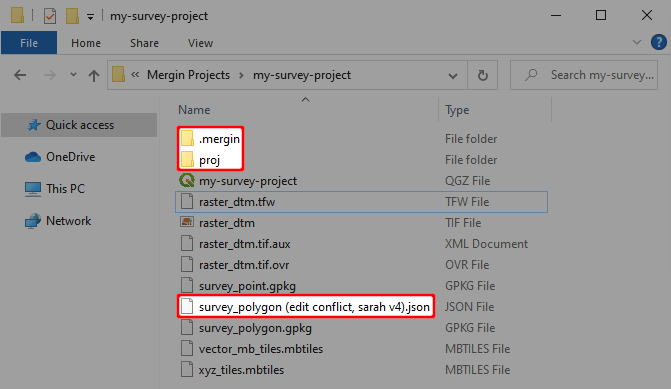 my-survey-project
File Home Share View
« Mergin Projects › my-survey-project
Search my-survey...
Name Type
Quick access
OneDrive
This PC
Network
.mergin File folder
proj File folder
my-survey-project QGZ File
raster_dtm.tfw TFW File
raster_dtm TIF File
raster_dtm.tif.aux XML Document
raster_dtm.tif.ovr OVR File
survey_point.gpkg GPKG File
survey_polygon (edit conflict, sarah v4).json JSON File
survey_polygon.gpkg GPKG File
vector_mb_tiles.mbtiles MBTILES File
xyz_tiles.mbtiles MBTILES File